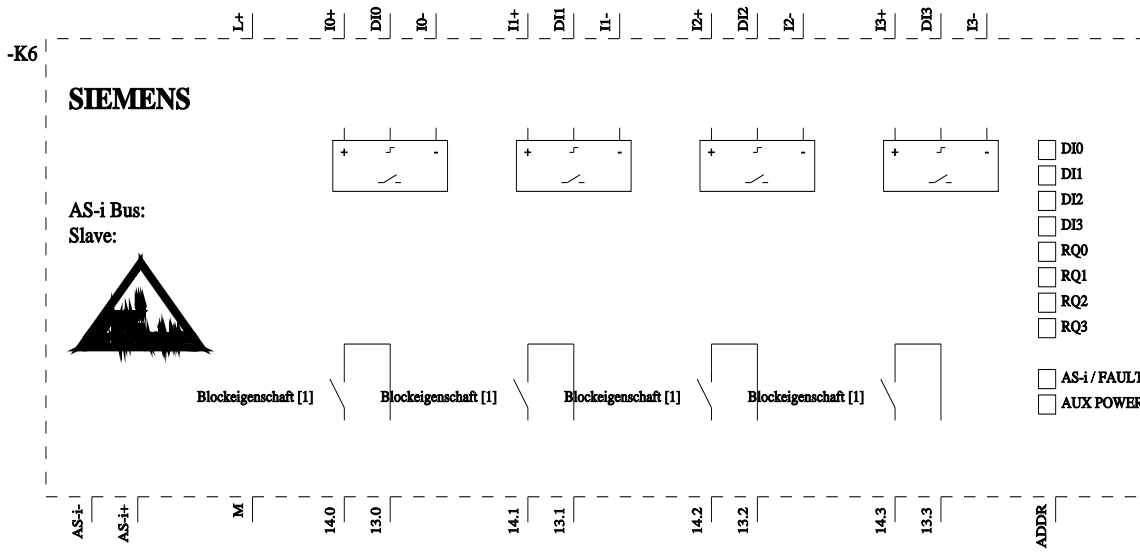 L+ I0+ DI0 I0- I1+ DI1 I1- I2+ DI2 I2- I3+ DI3 I3-
-K6
SIEMENS
+ - + - + - + -
DI0
DI1
DI2
DI3
RQ0
RQ1
RQ2
RQ3
AS-i Bus:
Slave:
AS-i / FAULT
AUX POWER
Blockeigenschaft [1] Blockeigenschaft [1] Blockeigenschaft [1] Blockeigenschaft [1]
AS-i- AS-i+ M 14.0 13.0 14.1 13.1 14.2 13.2 14.3 13.3 ADDR